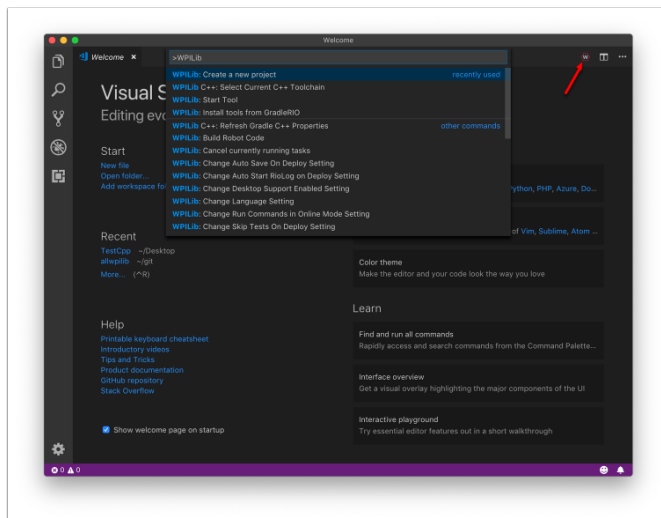 Welcome
Welcome ×
>WPILib
W
WPILib: Create a new project recently used
WPILib C++: Select Current C++ Toolchain
WPILib: Start Tool
WPILib: Install tools from GradleRIO
WPILib C++: Refresh Gradle C++ Properties other commands
WPILib: Build Robot Code
WPILib: Cancel currently running tasks
WPILib: Change Auto Save On Deploy Setting
WPILib: Change Auto Start RioLog on Deploy Setting
WPILib: Change Desktop Support Enabled Setting
WPILib: Change Language Setting
WPILib: Change Run Commands in Online Mode Setting
WPILib: Change Skip Tests On Deploy Setting
Visual S
Editing evo
Start
New file
Open folder...
Add workspace fol
Recent
TestCpp ~/Desktop
allwpilib ~/git
More... (^R)
Help
Printable keyboard cheatsheet
Introductory videos
Tips and Tricks
Product documentation
GitHub repository
Stack Overflow
Show welcome page on startup
ython, PHP, Azure, Do...
of Vim, Sublime, Atom ...
Color theme
Make the editor and your code look the way you love
Learn
Find and run all commands
Rapidly access and search commands from the Command Palette...
Interface overview
Get a visual overlay highlighting the major components of the UI
Interactive playground
Try essential editor features out in a short walkthrough
0 0